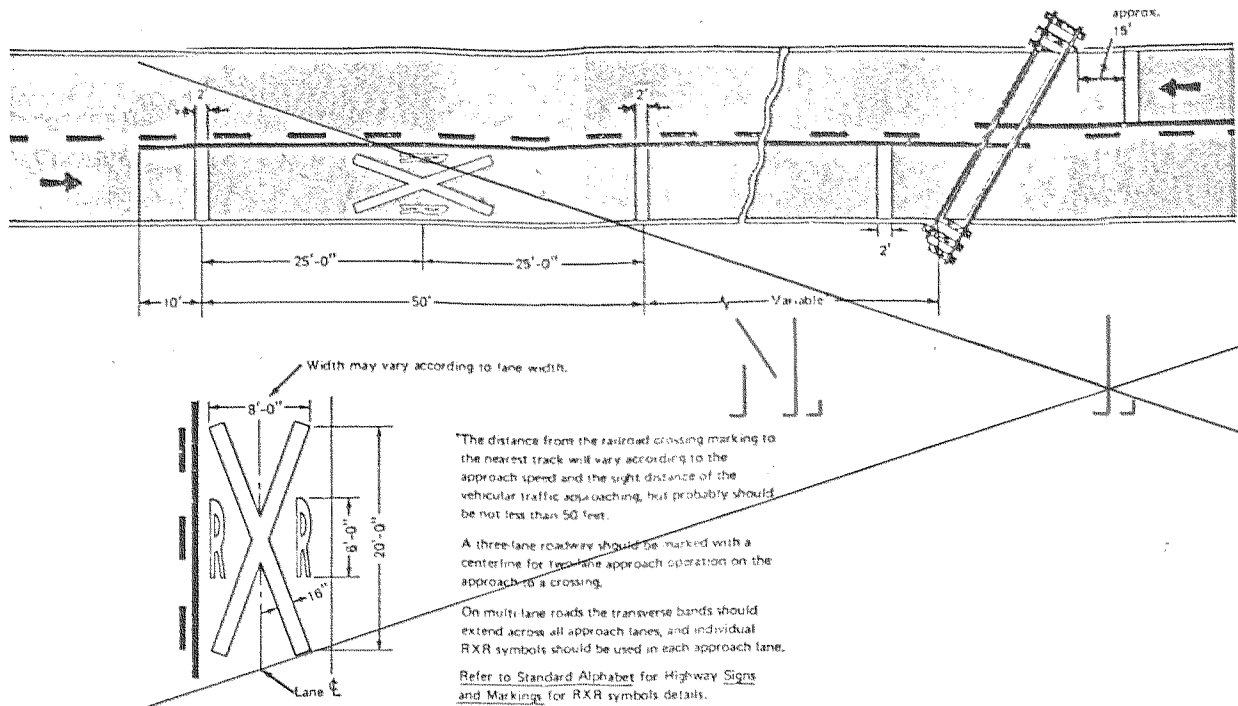 approx.
15'
2'
2'
2'
25'-0"
25'-0"
10'
50'
Variable
Width may vary according to lane width.
8'-0"
R
R
6'-0"
20'-0"
16"
Lane ℄
*The distance from the railroad crossing marking to
the nearest track will vary according to the
approach speed and the sight distance of the
vehicular traffic approaching, but probably should
be not less than 50 feet.
A three-lane roadway should be marked with a
centerline for two-lane approach operation on the
approach to a crossing.
On multi-lane roads the transverse bands should
extend across all approach lanes, and individual
RXR symbols should be used in each approach lane.
Refer to Standard Alphabet for Highway Signs
and Markings for RXR symbols details.